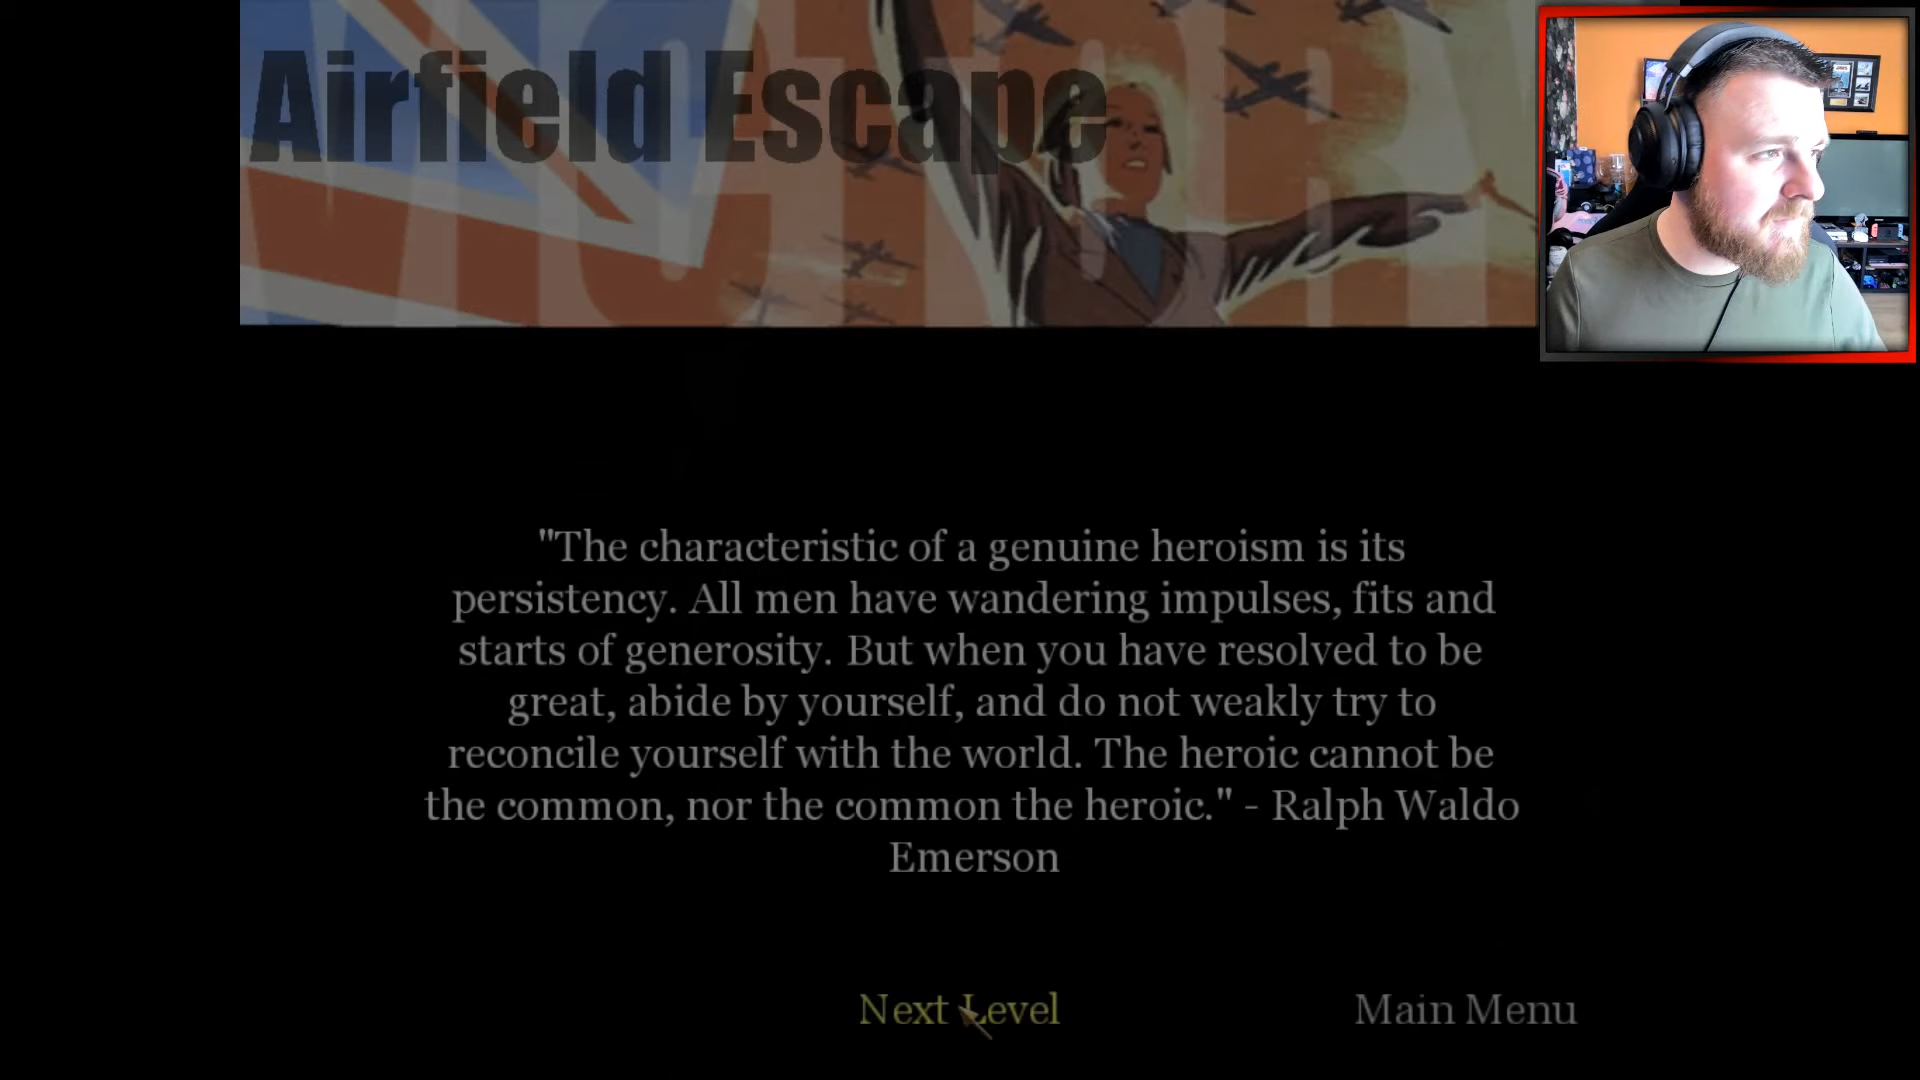 VICTORY
Airfield Escape
"The characteristic of a genuine heroism is its
persistency. All men have wandering impulses, fits and
starts of generosity. But when you have resolved to be
great, abide by yourself, and do not weakly try to
reconcile yourself with the world. The heroic cannot be
the common, nor the common the heroic." - Ralph Waldo
Emerson
Next Level
Main Menu